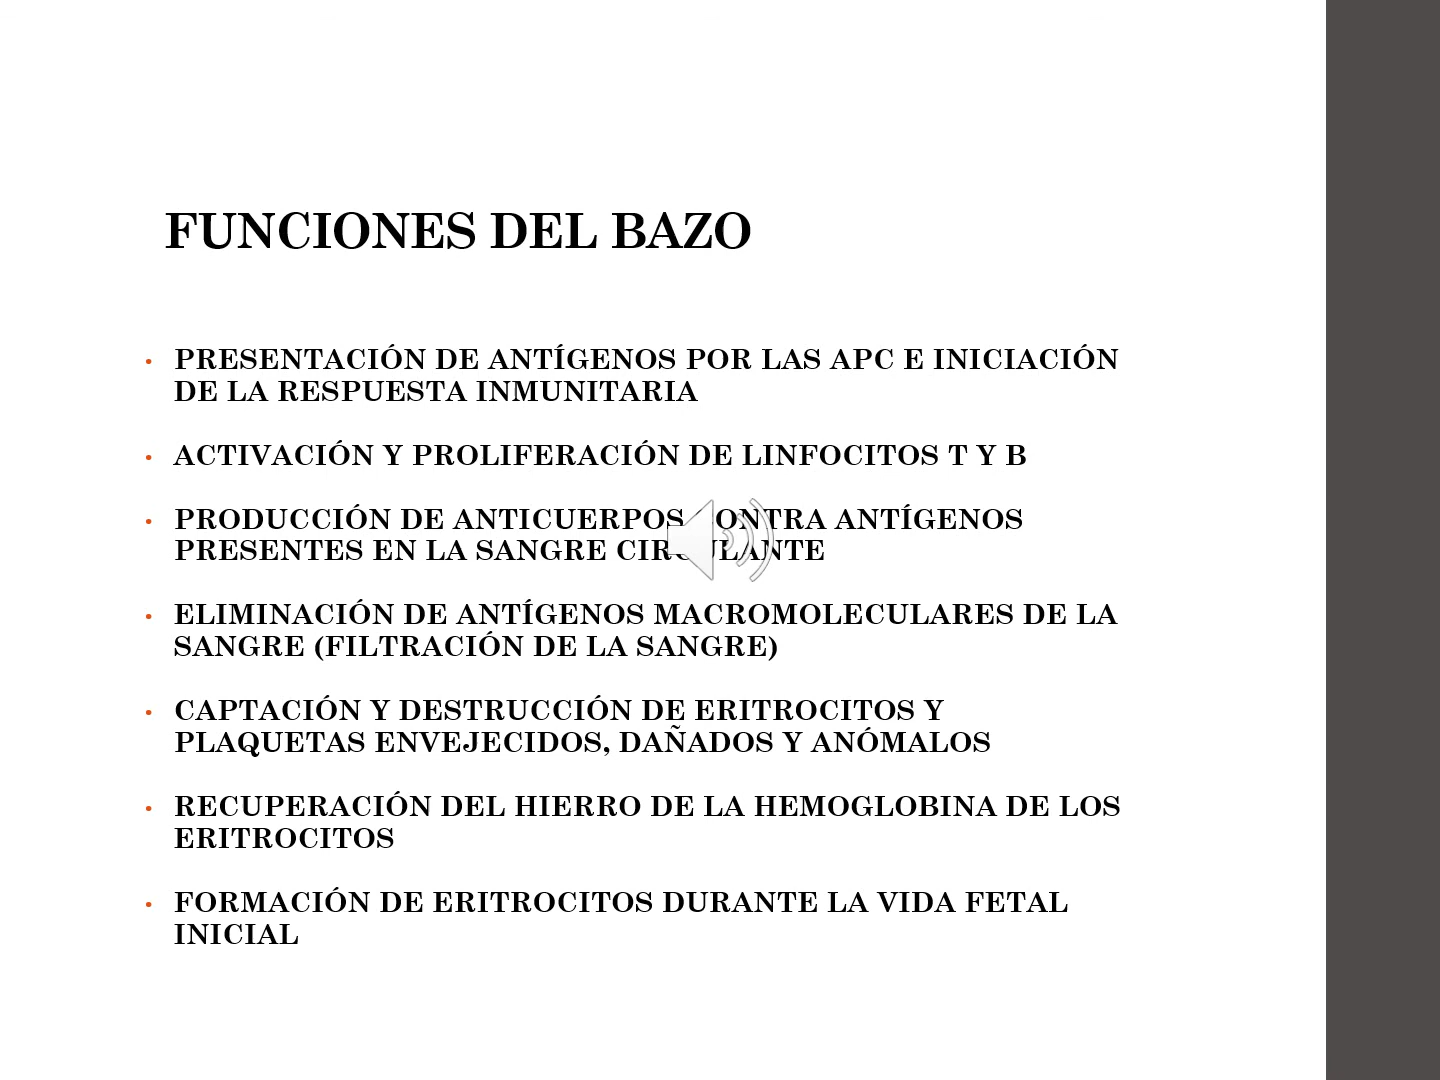 FUNCIONES DEL BAZO
• PRESENTACIÓN DE ANTÍGENOS POR LAS APC E INICIACIÓN
DE LA RESPUESTA INMUNITARIA
• ACTIVACIÓN Y PROLIFERACIÓN DE LINFOCITOS T Y B
• PRODUCCIÓN DE ANTICUERPOS CONTRA ANTÍGENOS
PRESENTES EN LA SANGRE CIRCULANTE
• ELIMINACIÓN DE ANTÍGENOS MACROMOLECULARES DE LA
SANGRE (FILTRACIÓN DE LA SANGRE)
• CAPTACIÓN Y DESTRUCCIÓN DE ERITROCITOS Y
PLAQUETAS ENVEJECIDOS, DAÑADOS Y ANÓMALOS
• RECUPERACIÓN DEL HIERRO DE LA HEMOGLOBINA DE LOS
ERITROCITOS
• FORMACIÓN DE ERITROCITOS DURANTE LA VIDA FETAL
INICIAL